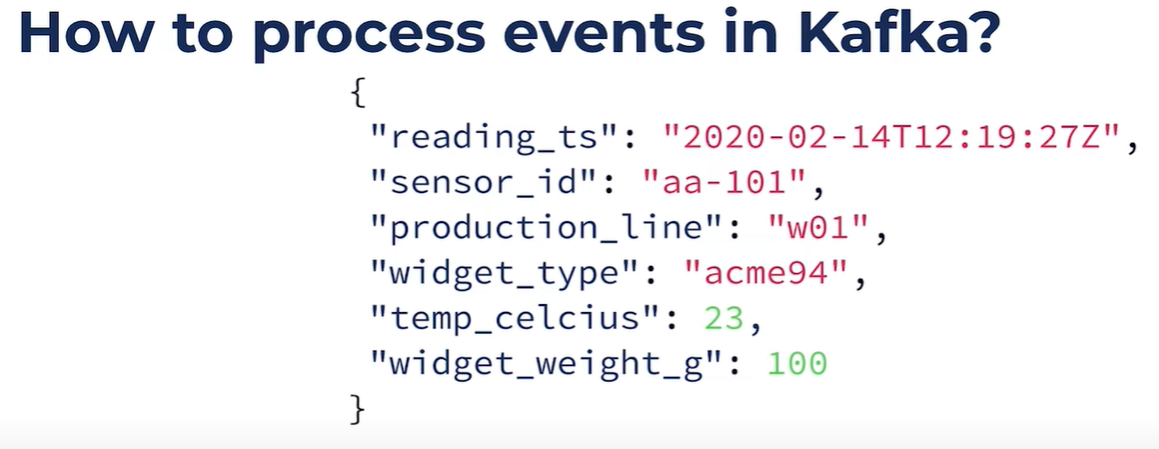 How to process events in Kafka?
{
"reading_ts": "2020-02-14T12:19:27Z",
"sensor_id": "aa-101",
"production_line": "w01",
"widget_type": "acme94",
"temp_celcius": 23,
"widget_weight_g": 100
}